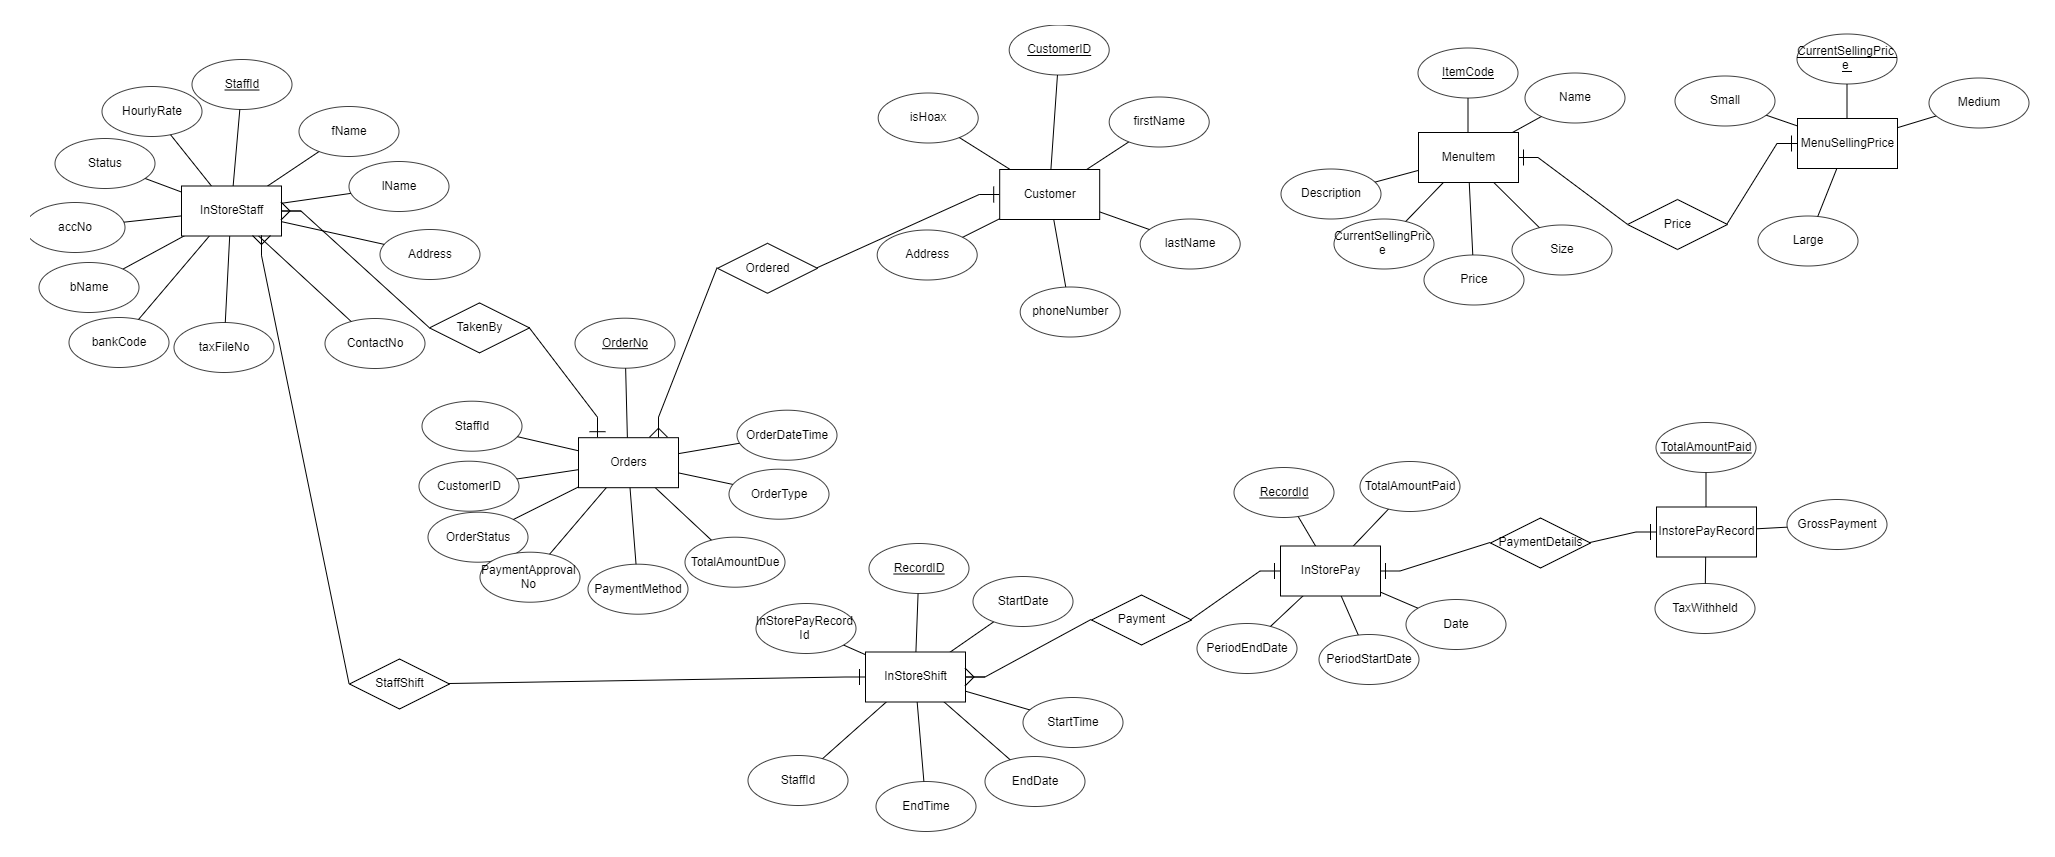 StaffId
HourlyRate
fName
Status
lName
InStoreStaff
accNo
Address
bName
bankCode
taxFileNo
ContactNo
TakenBy
CustomerID
isHoax
firstName
Customer
Address
lastName
phoneNumber
Ordered
ItemCode
Name
MenuItem
Description
CurrentSellingPric
e
Price
Size
Price
CurrentSellingPric
e
Small
Medium
MenuSellingPrice
Large
OrderNo
StaffId
OrderDateTime
Orders
CustomerID
OrderType
OrderStatus
PaymentApproval
No
PaymentMethod
TotalAmountDue
StaffShift
RecordID
InStorePayRecord
Id
StartDate
InStoreShift
StartTime
StaffId
EndTime
EndDate
Payment
RecordId
TotalAmountPaid
InStorePay
PeriodEndDate
PeriodStartDate
Date
PaymentDetails
TotalAmountPaid
InstorePayRecord
GrossPayment
TaxWithheld